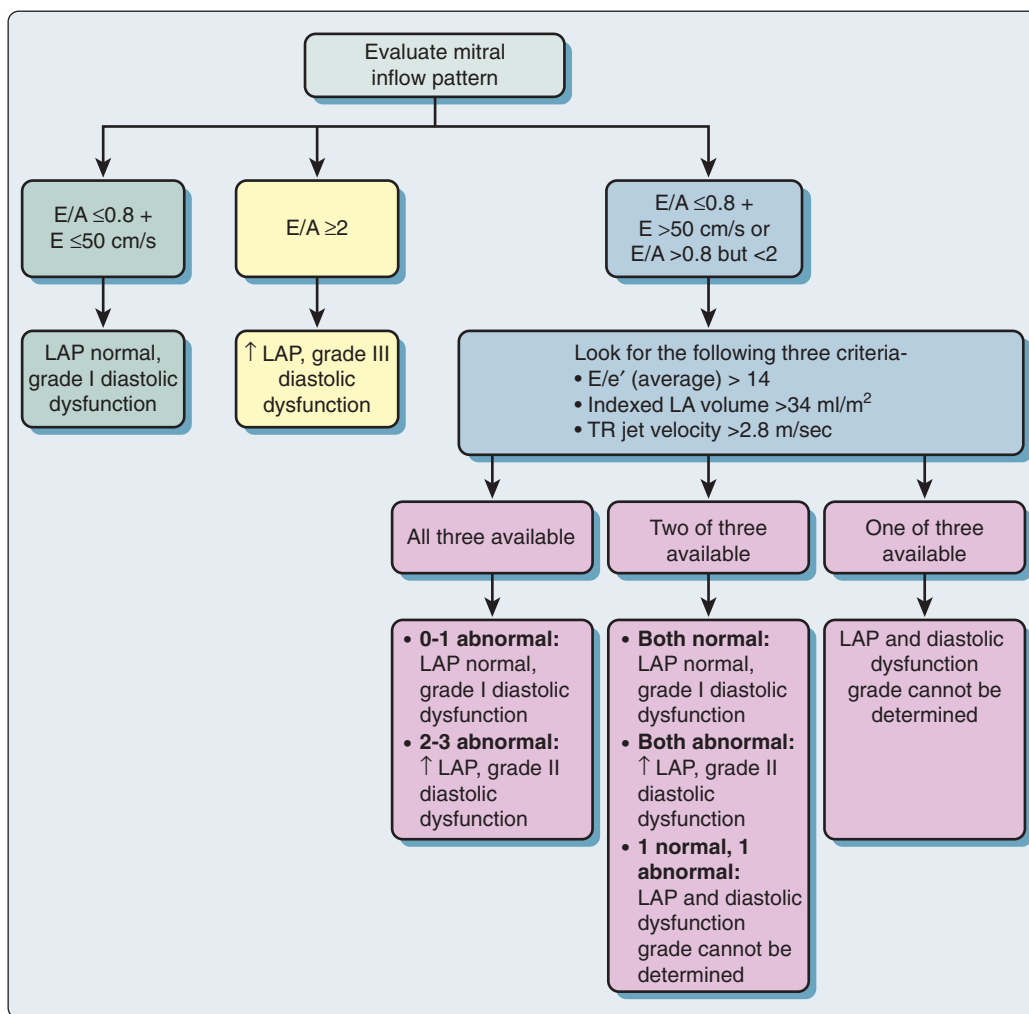 Evaluate mitral
inflow pattern
E/A ≤0.8 +
E ≤50 cm/s
E/A ≥2
E/A ≤0.8 +
E >50 cm/s or
E/A >0.8 but <2
LAP normal,
grade I diastolic
dysfunction
↑ LAP, grade III
diastolic
dysfunction
Look for the following three criteria-
• E/e′ (average) > 14
• Indexed LA volume >34 ml/m²
• TR jet velocity >2.8 m/sec
All three available
Two of three
available
One of three
available
• 0-1 abnormal:
LAP normal,
grade I diastolic
dysfunction
• 2-3 abnormal:
↑ LAP, grade II
diastolic
dysfunction
• Both normal:
LAP normal,
grade I diastolic
dysfunction
• Both abnormal:
↑ LAP, grade II
diastolic
dysfunction
• 1 normal, 1
abnormal:
LAP and diastolic
dysfunction
grade cannot be
determined
LAP and diastolic
dysfunction
grade cannot be
determined